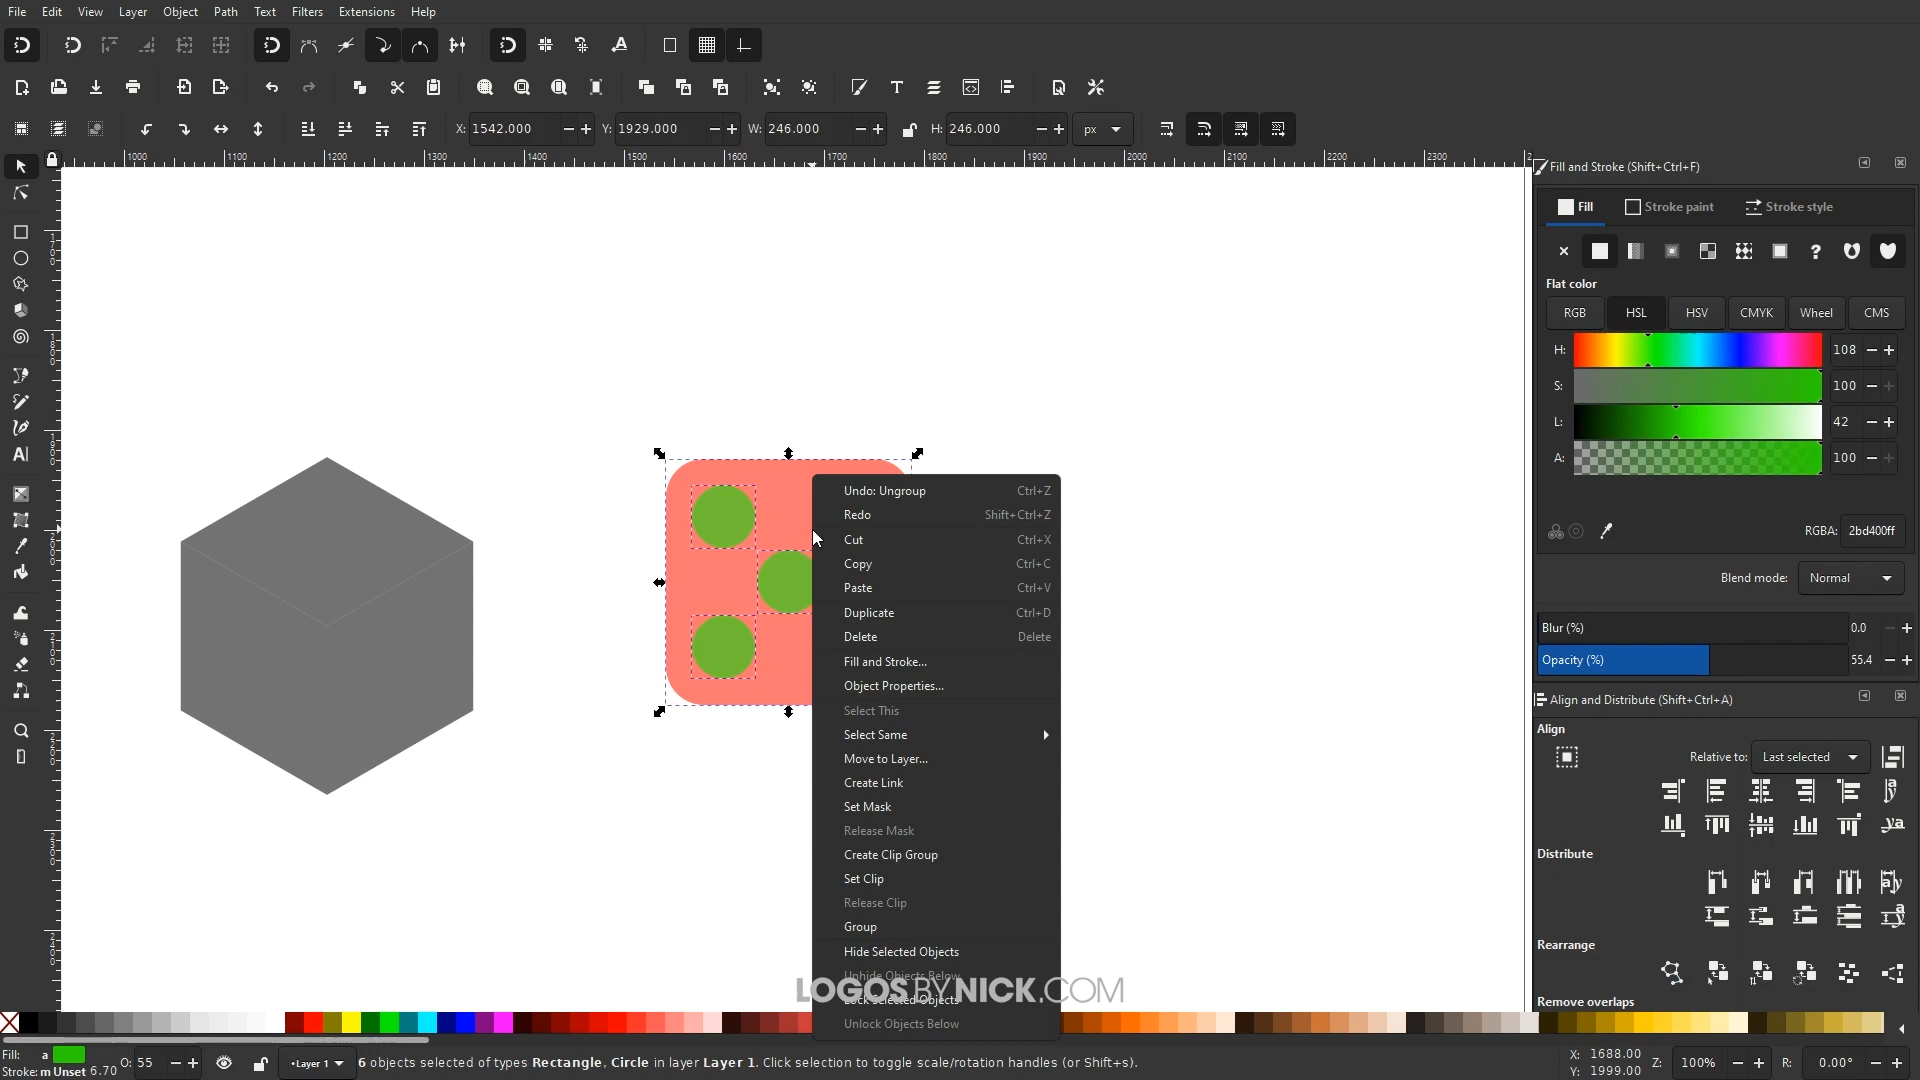 File Edit View Layer Object Path Text Filters Extensions Help
X: 1542.000 Y: 1929.000 W: 246.000 H: 246.000 px
1000 1100 1200 1300 1400 1500 1600 1700 1800 1900 2000 2100 2200 2300
Fill and Stroke (Shift+Ctrl+F)
Fill Stroke paint Stroke style
Flat color
RGB HSL HSV CMYK Wheel CMS
H: 108
S: 100
L: 42
A: 100
RGBA: 2bd400ff
Blend mode: Normal
Blur (%) 0.0
Opacity (%) 55.4
Align and Distribute (Shift+Ctrl+A)
Align
Relative to: Last selected
Distribute
Rearrange
Remove overlaps
Undo: Ungroup Ctrl+Z
Redo Shift+Ctrl+Z
Cut Ctrl+X
Copy Ctrl+C
Paste Ctrl+V
Duplicate Ctrl+D
Delete Delete
Fill and Stroke...
Object Properties...
Select This
Select Same
Move to Layer...
Create Link
Set Mask
Release Mask
Create Clip Group
Set Clip
Release Clip
Group
Hide Selected Objects
Unhide Objects Below
LOGOSBYNICK.COM
Lock Selected Objects
Unlock Objects Below
Fill: a O: 55 Layer 1 6 objects selected of types Rectangle, Circle in layer Layer 1. Click selection to toggle scale/rotation handles (or Shift+s). X: 1688.00 Z: 100% R: 0.00°
Stroke: m Unset 6.70 Y: 1999.00